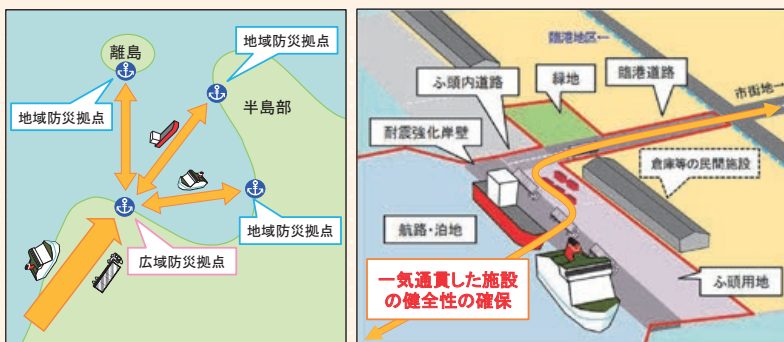 離島
地域防災拠点
地域防災拠点
半島部
地域防災拠点
広域防災拠点
臨港地区←
ふ頭内道路
緑地
臨港道路
市街地→
耐震強化岸壁
倉庫等の民間施設
航路・泊地
一気通貫した施設
の健全性の確保
ふ頭用地